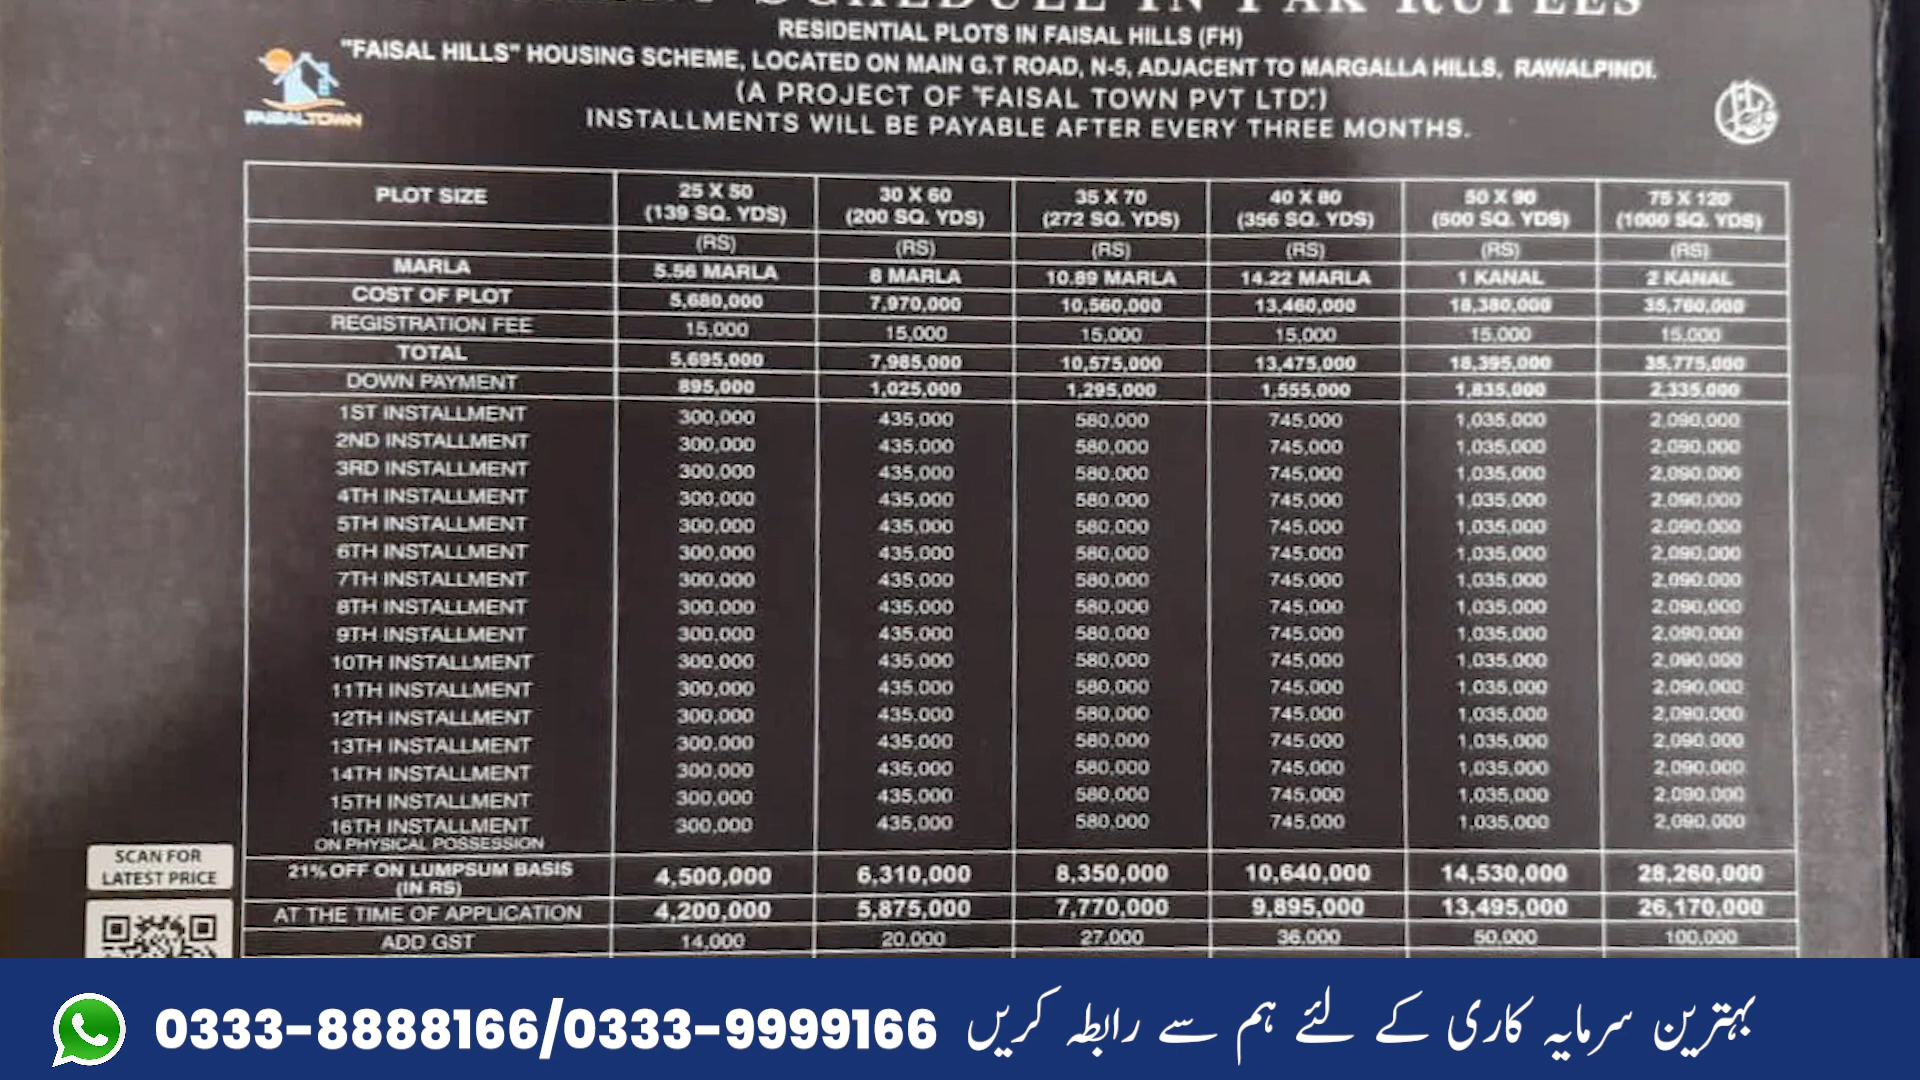 SCHEDULE IN PAK RUPEES
RESIDENTIAL PLOTS IN FAISAL HILLS (FH)
"FAISAL HILLS" HOUSING SCHEME, LOCATED ON MAIN G.T ROAD, N-5, ADJACENT TO MARGALLA HILLS, RAWALPINDI.
(A PROJECT OF "FAISAL TOWN PVT LTD.")
INSTALLMENTS WILL BE PAYABLE AFTER EVERY THREE MONTHS.
FAISALTOWN
PLOT SIZE 25 X 50 30 X 60 35 X 70 40 X 80 50 X 90 75 X 120
(139 SQ. YDS) (200 SQ. YDS) (272 SQ. YDS) (356 SQ. YDS) (500 SQ. YDS) (1000 SQ. YDS)
(RS) (RS) (RS) (RS) (RS) (RS)
MARLA 5.56 MARLA 8 MARLA 10.89 MARLA 14.22 MARLA 1 KANAL 2 KANAL
COST OF PLOT 5,680,000 7,970,000 10,560,000 13,460,000 18,380,000 35,760,000
REGISTRATION FEE 15,000 15,000 15,000 15,000 15,000 15,000
TOTAL 5,695,000 7,985,000 10,575,000 13,475,000 18,395,000 35,775,000
DOWN PAYMENT 895,000 1,025,000 1,295,000 1,555,000 1,835,000 2,335,000
1ST INSTALLMENT 300,000 435,000 580,000 745,000 1,035,000 2,090,000
2ND INSTALLMENT 300,000 435,000 580,000 745,000 1,035,000 2,090,000
3RD INSTALLMENT 300,000 435,000 580,000 745,000 1,035,000 2,090,000
4TH INSTALLMENT 300,000 435,000 580,000 745,000 1,035,000 2,090,000
5TH INSTALLMENT 300,000 435,000 580,000 745,000 1,035,000 2,090,000
6TH INSTALLMENT 300,000 435,000 580,000 745,000 1,035,000 2,090,000
7TH INSTALLMENT 300,000 435,000 580,000 745,000 1,035,000 2,090,000
8TH INSTALLMENT 300,000 435,000 580,000 745,000 1,035,000 2,090,000
9TH INSTALLMENT 300,000 435,000 580,000 745,000 1,035,000 2,090,000
10TH INSTALLMENT 300,000 435,000 580,000 745,000 1,035,000 2,090,000
11TH INSTALLMENT 300,000 435,000 580,000 745,000 1,035,000 2,090,000
12TH INSTALLMENT 300,000 435,000 580,000 745,000 1,035,000 2,090,000
13TH INSTALLMENT 300,000 435,000 580,000 745,000 1,035,000 2,090,000
14TH INSTALLMENT 300,000 435,000 580,000 745,000 1,035,000 2,090,000
15TH INSTALLMENT 300,000 435,000 580,000 745,000 1,035,000 2,090,000
16TH INSTALLMENT 300,000 435,000 580,000 745,000 1,035,000 2,090,000
ON PHYSICAL POSSESSION
21% OFF ON LUMPSUM BASIS 4,500,000 6,310,000 8,350,000 10,640,000 14,530,000 28,260,000
(IN RS)
AT THE TIME OF APPLICATION 4,200,000 5,875,000 7,770,000 9,895,000 13,495,000 26,170,000
ADD GST 14,000 20,000 27,000 36,000 50,000 100,000
SCAN FOR
LATEST PRICE
0333-8888166/0333-9999166 بہترین سرمایہ کاری کے لئے ہم سے رابطہ کریں